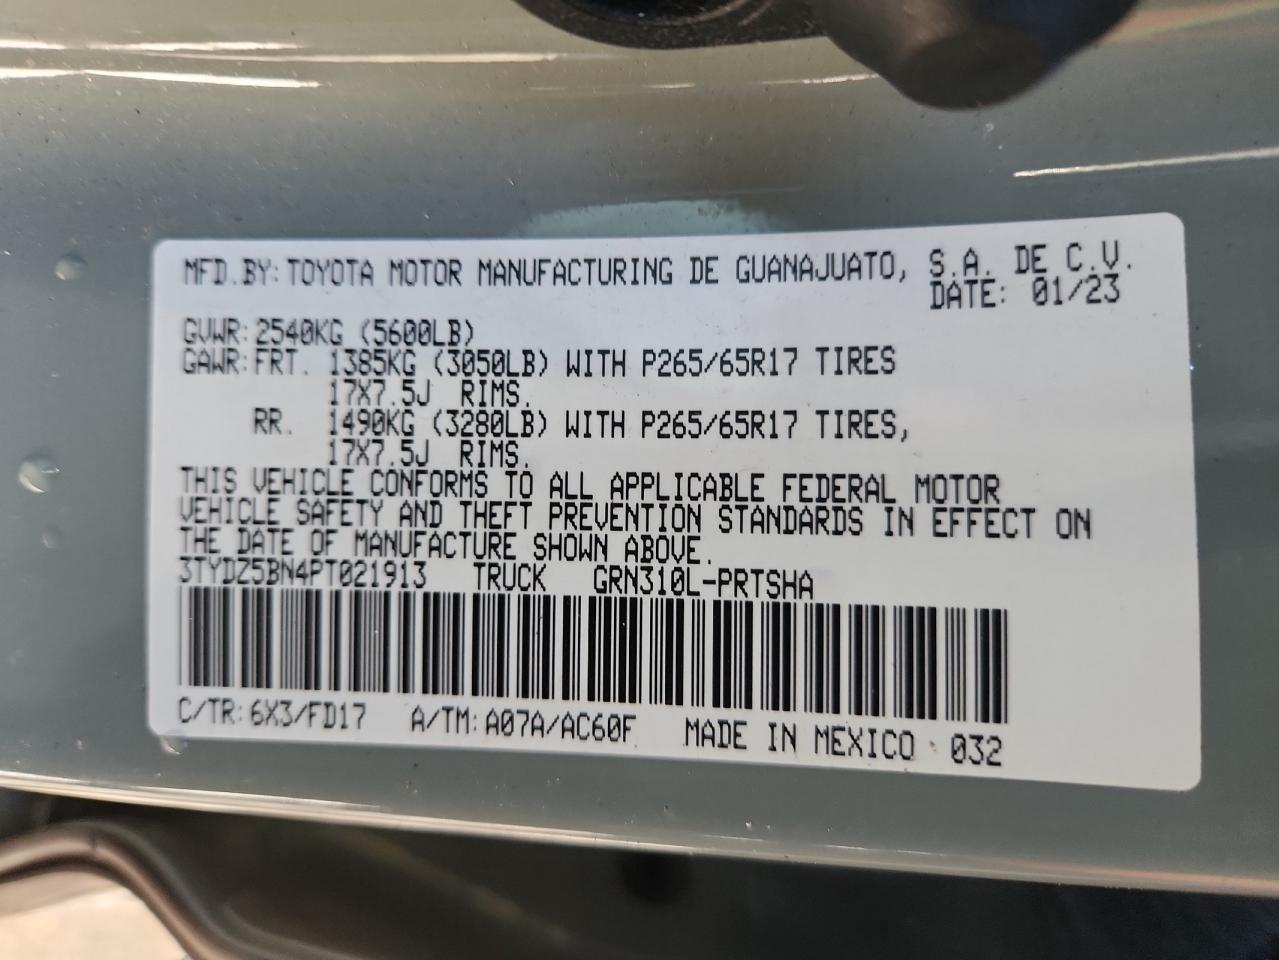 MFD.BY: TOYOTA MOTOR MANUFACTURING DE GUANAJUATO, S.A. DE C.V.
DATE: 01/23
GVWR: 2540KG (5600LB)
GAWR: FRT. 1385KG (3050LB) WITH P265/65R17 TIRES
17X7.5J RIMS.
RR. 1490KG (3280LB) WITH P265/65R17 TIRES,
17X7.5J RIMS.
THIS VEHICLE CONFORMS TO ALL APPLICABLE FEDERAL MOTOR
VEHICLE SAFETY AND THEFT PREVENTION STANDARDS IN EFFECT ON
THE DATE OF MANUFACTURE SHOWN ABOVE.
3TYDZ5BN4PT021913 TRUCK GRN310L-PRTSHA
C/TR: 6X3/FD17 A/TM: A07A/AC60F MADE IN MEXICO 032